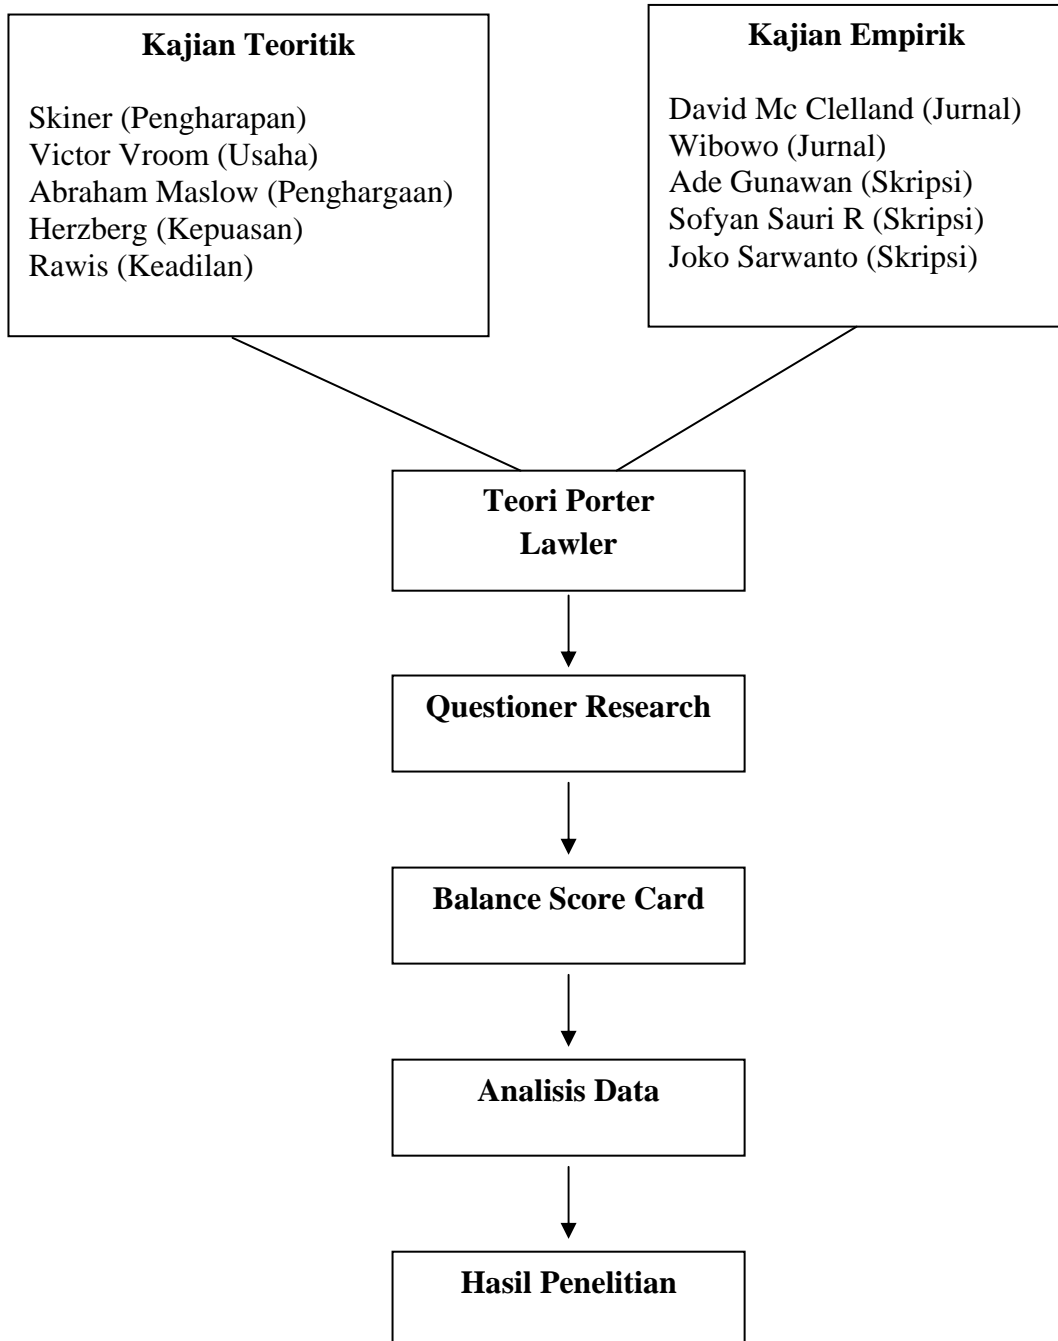 Kajian Teoritik
Skiner (Pengharapan)
Victor Vroom (Usaha)
Abraham Maslow (Penghargaan)
Herzberg (Kepuasan)
Rawis (Keadilan)
Kajian Empirik
David Mc Clelland (Jurnal)
Wibowo (Jurnal)
Ade Gunawan (Skripsi)
Sofyan Sauri R (Skripsi)
Joko Sarwanto (Skripsi)
Teori Porter
Lawler
Questioner Research
Balance Score Card
Analisis Data
Hasil Penelitian